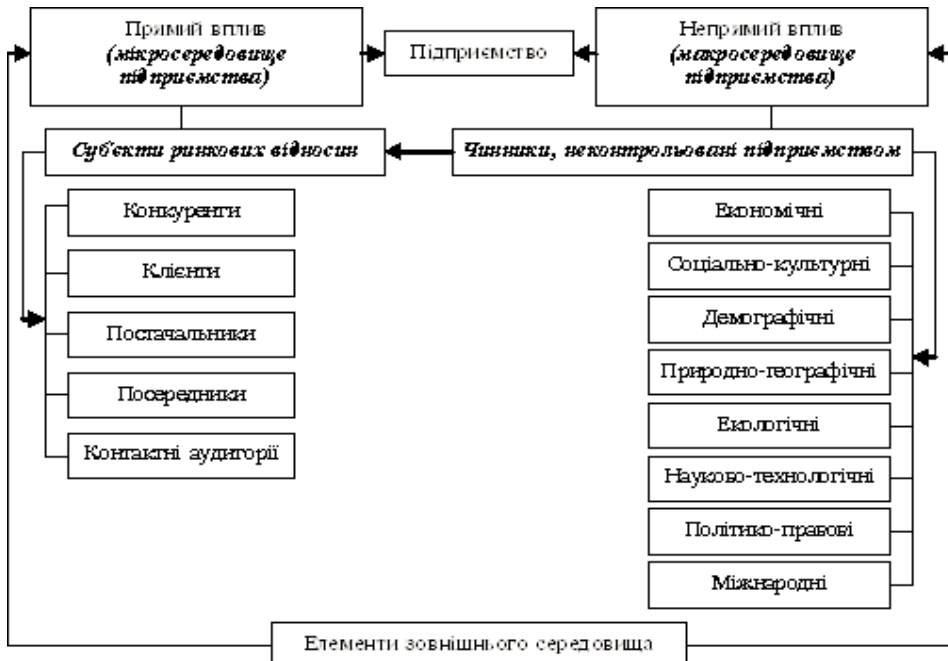 Прямий вплив
(мікросередовище
підприємства)
Підприємство
Непрямий вплив
(макросередовище
підприємства)
Суб'єкти ринкових відносин
Чинники, неконтрольовані підприємством
Конкуренти
Клієнти
Постачальники
Посередники
Контактні аудиторії
Економічні
Соціально-культурні
Демографічні
Природно-географічні
Екологічні
Науково-технологічні
Політико-правові
Міжнародні
Елементи зовнішнього середовища